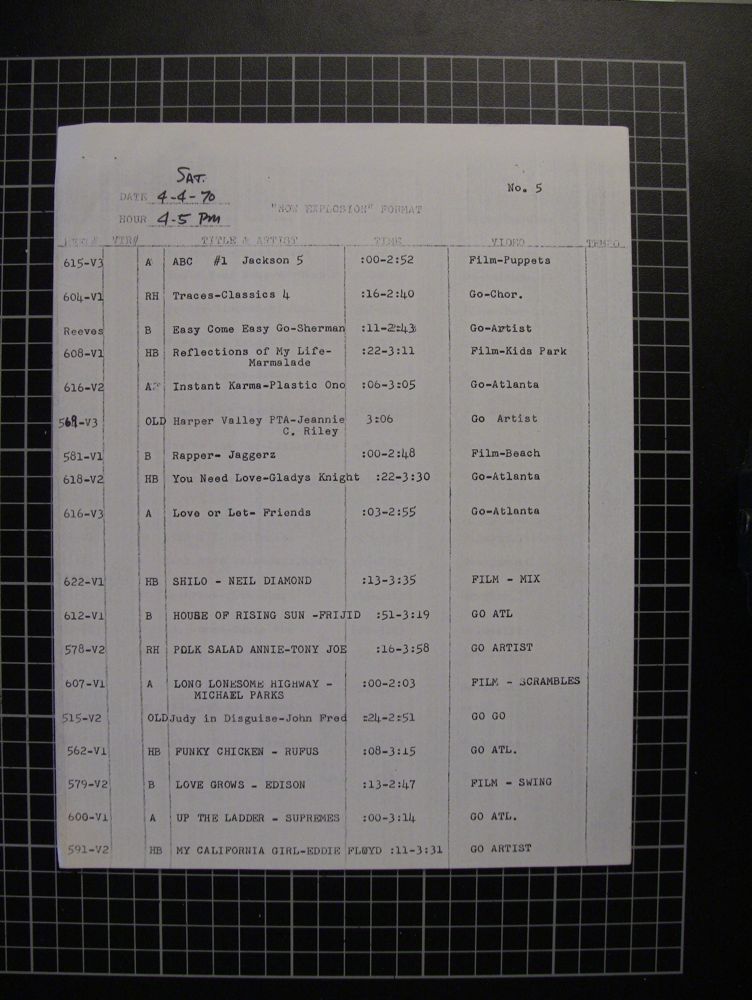 SAT.
No. 5
DATE 4-4-70
"NOW EXPLOSION" FORMAT
HOUR 4-5 Pm
VTR# TITLE & ARTIST TIME VIDEO TEMPO
615-V3 A ABC #1 Jackson 5 :00-2:52 Film-Puppets
604-V1 RH Traces-Classics 4 :16-2:40 Go-Chor.
Reeves B Easy Come Easy Go-Sherman :11-2:43 Go-Artist
608-V1 HB Reflections of My Life- :22-3:11 Film-Kids Park
Marmalade
616-V2 A Instant Karma-Plastic Ono :06-3:05 Go-Atlanta
569-V3 OLD Harper Valley PTA-Jeannie 3:06 Go Artist
C. Riley
581-V1 B Rapper- Jaggerz :00-2:48 Film-Beach
618-V2 HB You Need Love-Gladys Knight :22-3:30 Go-Atlanta
616-V3 A Love or Let- Friends :03-2:55 Go-Atlanta
622-V1 HB SHILO - NEIL DIAMOND :13-3:35 FILM - MIX
612-V1 B HOUSE OF RISING SUN -FRIJID :51-3:19 GO ATL
578-V2 RH POLK SALAD ANNIE-TONY JOE :16-3:58 GO ARTIST
607-V1 A LONG LONESOME HIGHWAY - :00-2:03 FILM - SCRAMBLES
MICHAEL PARKS
515-V2 OLD Judy in Disguise-John Fred :24-2:51 GO GO
562-V1 HB FUNKY CHICKEN - RUFUS :08-3:15 GO ATL.
579-V2 B LOVE GROWS - EDISON :13-2:47 FILM - SWING
600-V1 A UP THE LADDER - SUPREMES :00-3:14 GO ATL.
591-V2 HB MY CALIFORNIA GIRL-EDDIE FLOYD :11-3:31 GO ARTIST